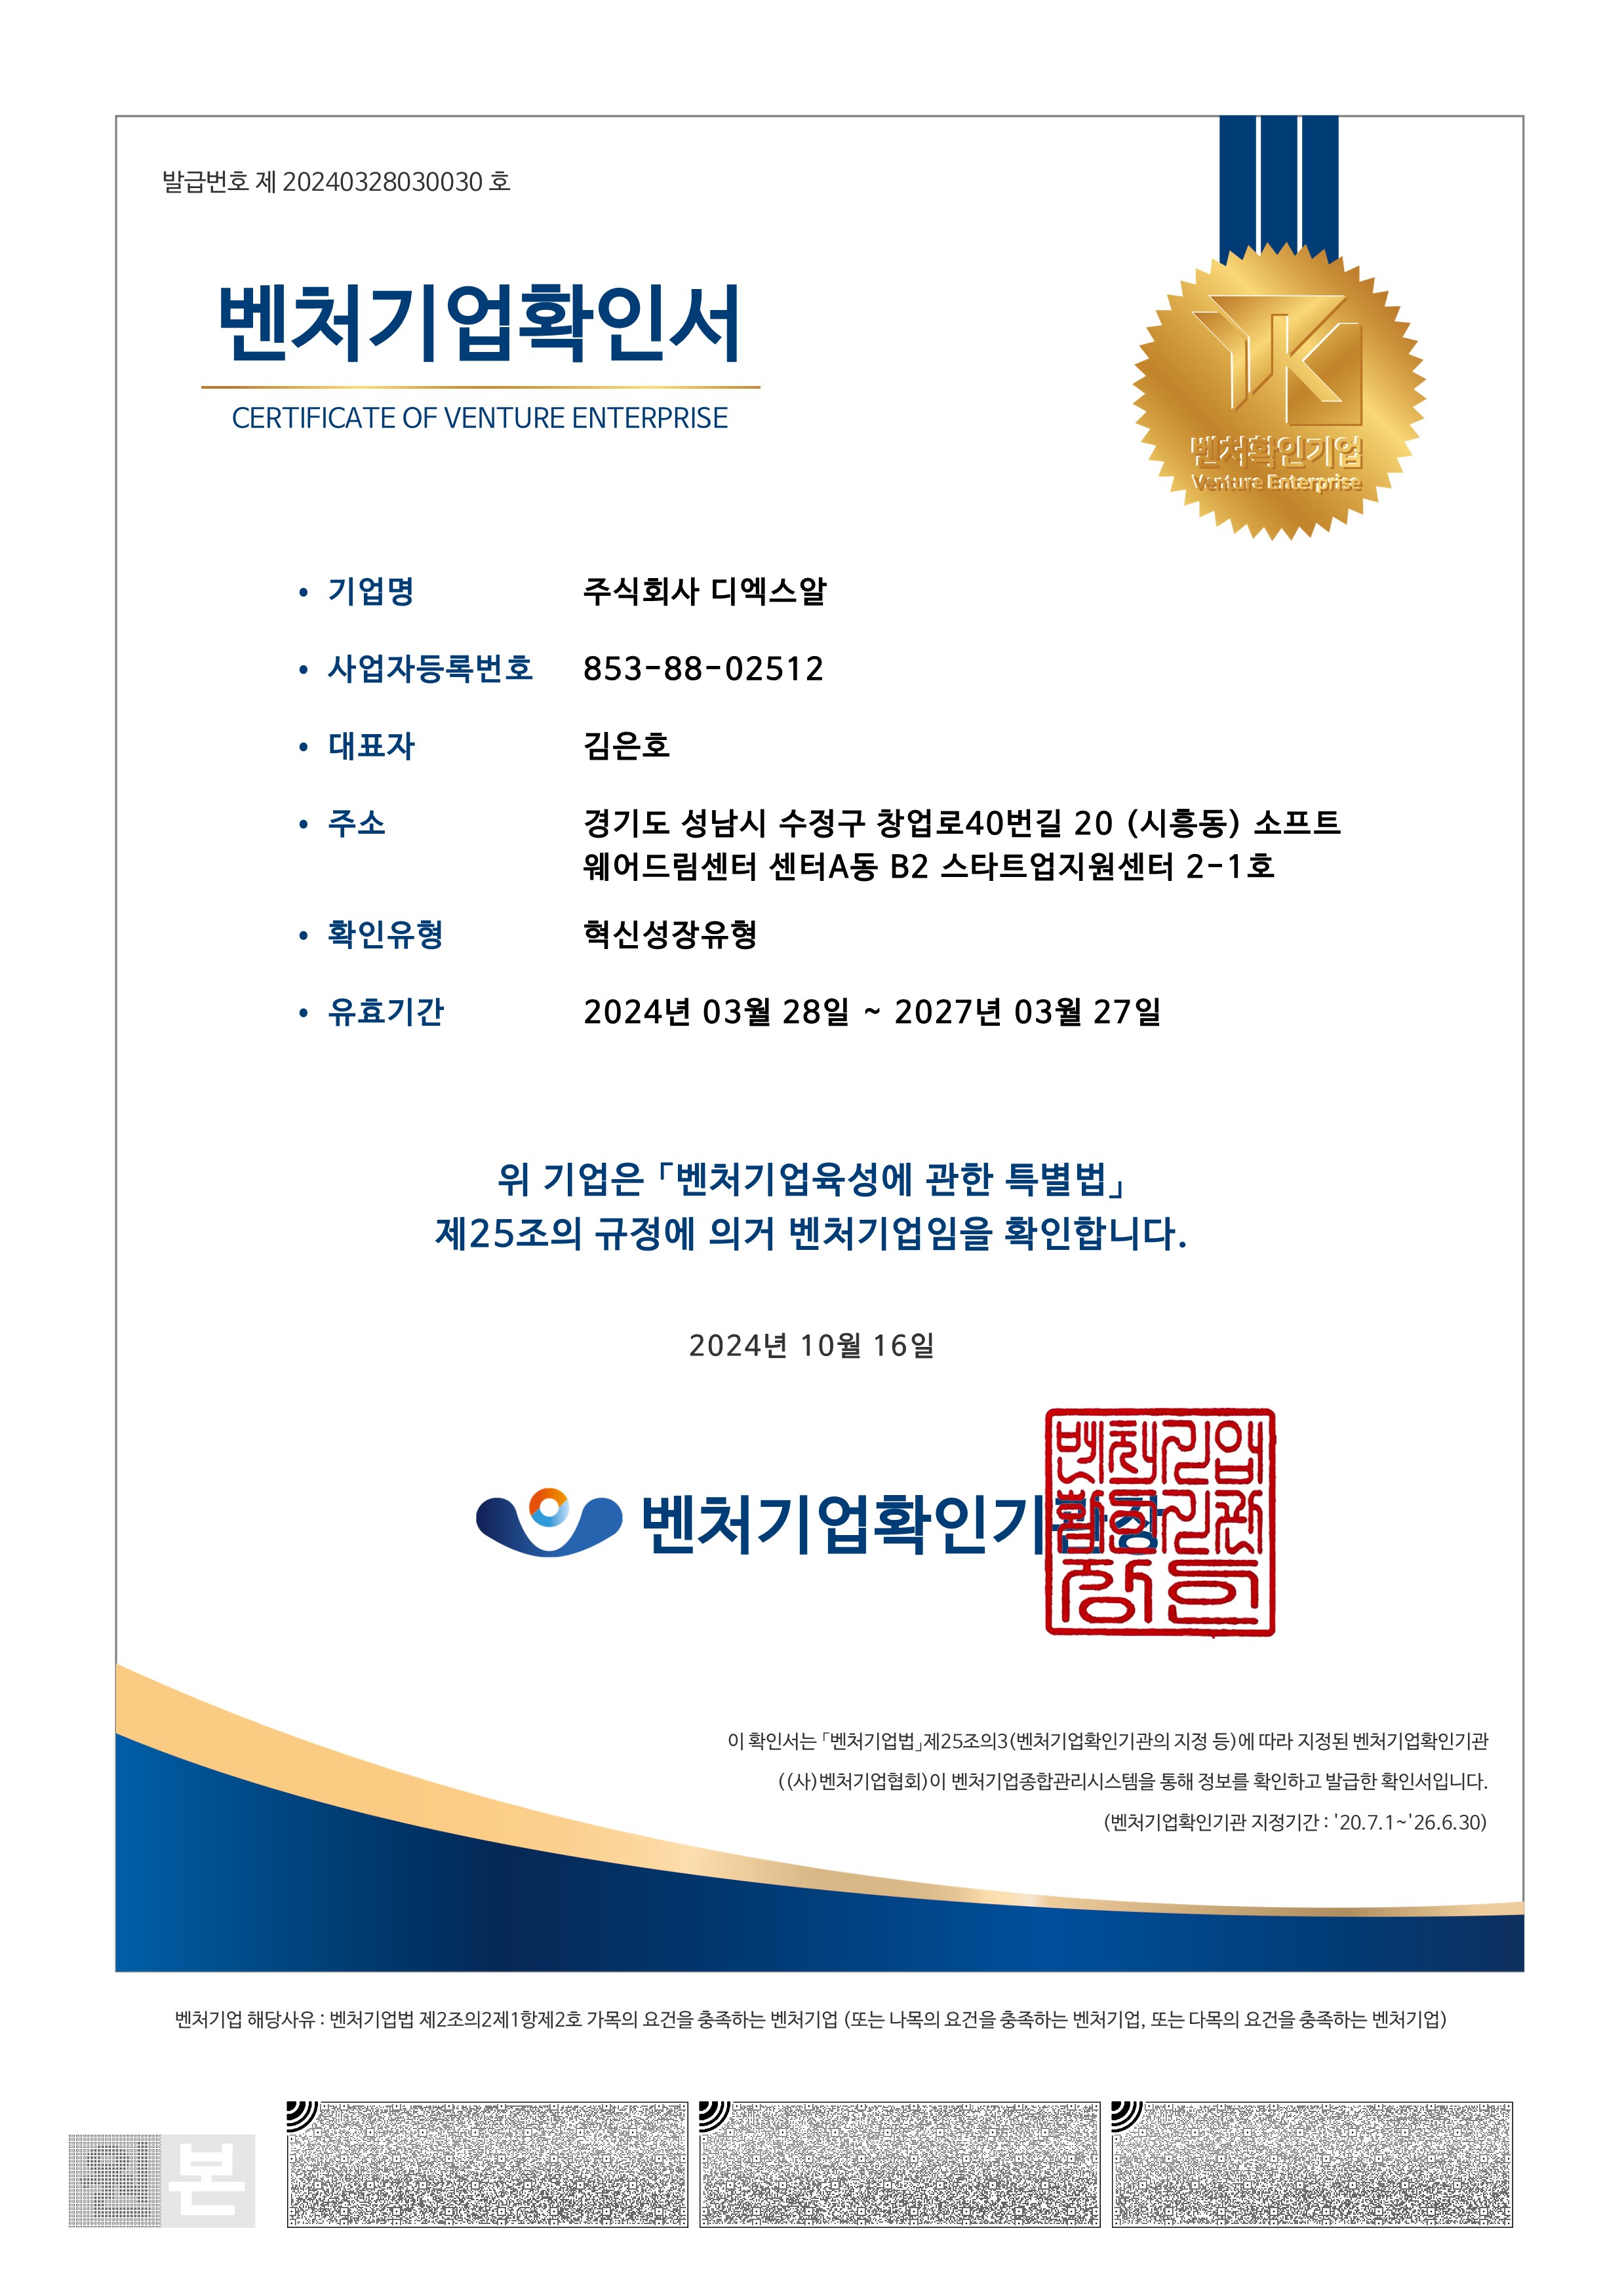 발급번호 제 20240328030030 호
벤처기업확인서
CERTIFICATE OF VENTURE ENTERPRISE
벤처확인기업
Venture Enterprise
• 기업명 주식회사 디엑스알
• 사업자등록번호 853-88-02512
• 대표자 김은호
• 주소 경기도 성남시 수정구 창업로40번길 20 (시흥동) 소프트
웨어드림센터 센터A동 B2 스타트업지원센터 2-1호
• 확인유형 혁신성장유형
• 유효기간 2024년 03월 28일 ~ 2027년 03월 27일
위 기업은 「벤처기업육성에 관한 특별법」
제25조의 규정에 의거 벤처기업임을 확인합니다.
2024년 10월 16일
벤처기업확인기관장
벤처기업
확인기관
장의인
이 확인서는 「벤처기업법」제25조의3(벤처기업확인기관의 지정 등)에 따라 지정된 벤처기업확인기관
((사)벤처기업협회)이 벤처기업종합관리시스템을 통해 정보를 확인하고 발급한 확인서입니다.
(벤처기업확인기관 지정기간 : '20.7.1~'26.6.30)
벤처기업 해당사유 : 벤처기업법 제2조의2제1항제2호 가목의 요건을 충족하는 벤처기업 (또는 나목의 요건을 충족하는 벤처기업, 또는 다목의 요건을 충족하는 벤처기업)
본